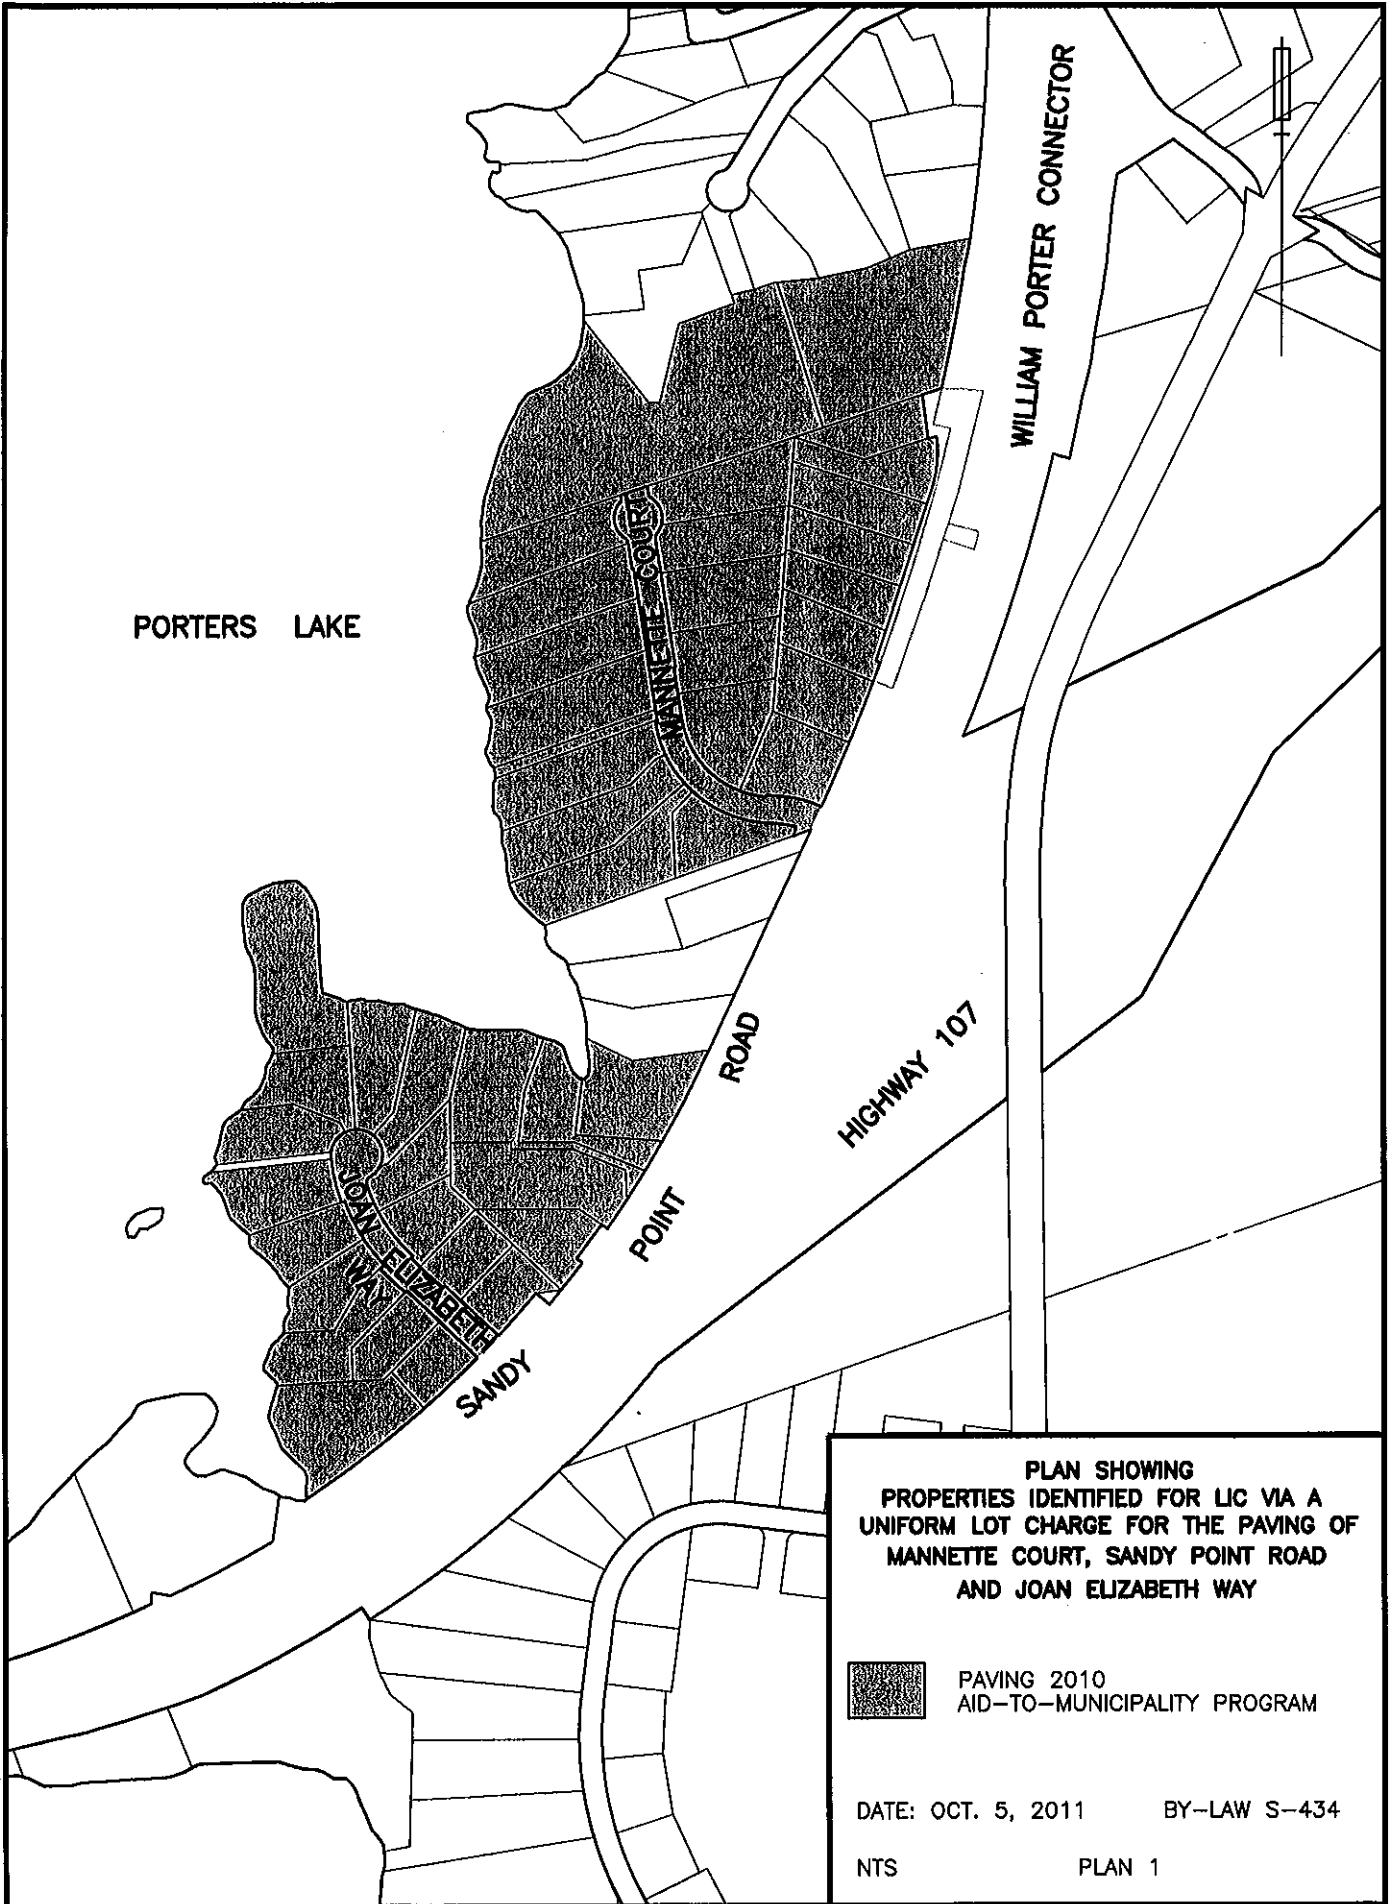 WILLIAM PORTER CONNECTOR
PORTERS LAKE
MANNETTE COURT
JOAN ELIZABETH
WAY
SANDY POINT ROAD
HIGHWAY 107
PLAN SHOWING
PROPERTIES IDENTIFIED FOR LIC VIA A
UNIFORM LOT CHARGE FOR THE PAVING OF
MANNETTE COURT, SANDY POINT ROAD
AND JOAN ELIZABETH WAY
PAVING 2010
AID-TO-MUNICIPALITY PROGRAM
DATE: OCT. 5, 2011 BY-LAW S-434
NTS PLAN 1